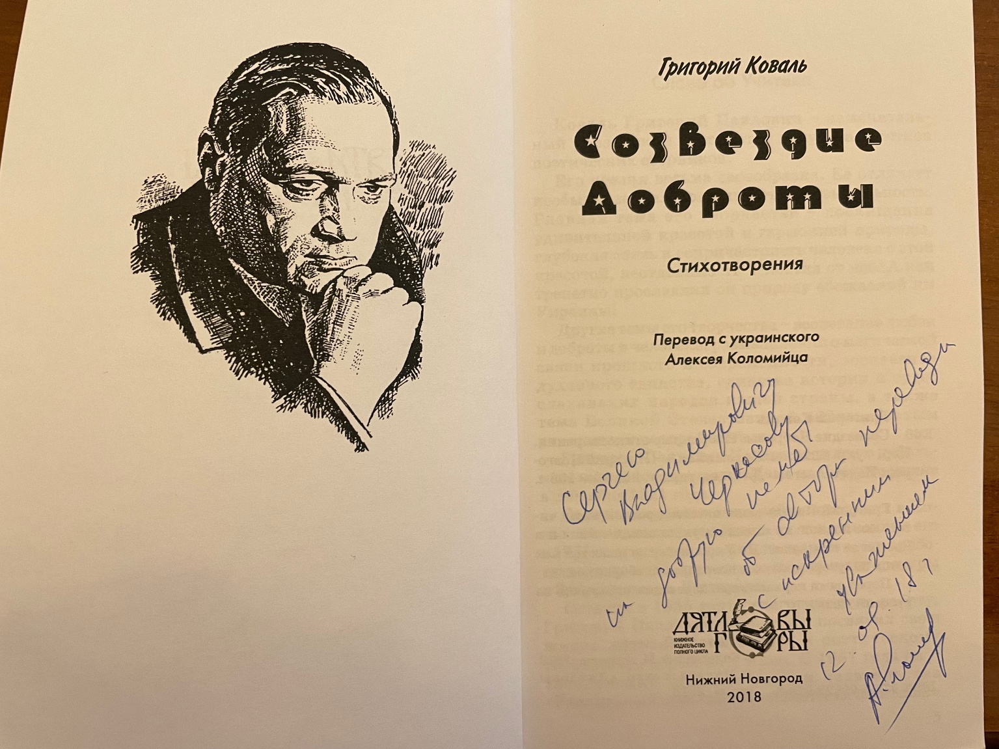 Григорий Коваль
Созвездие
Доброты
Стихотворения
Перевод с украинского
Алексея Коломийца
Сергею
Владимировичу
Черкасову
на добрую память
от автора перевода
с искренним
уважением
12.09.18 г
ДЯТЛОВЫ
ГОРЫ
КНИЖНОЕ
ИЗДАТЕЛЬСТВО
ПОЛНОГО ЦИКЛА
Нижний Новгород
2018